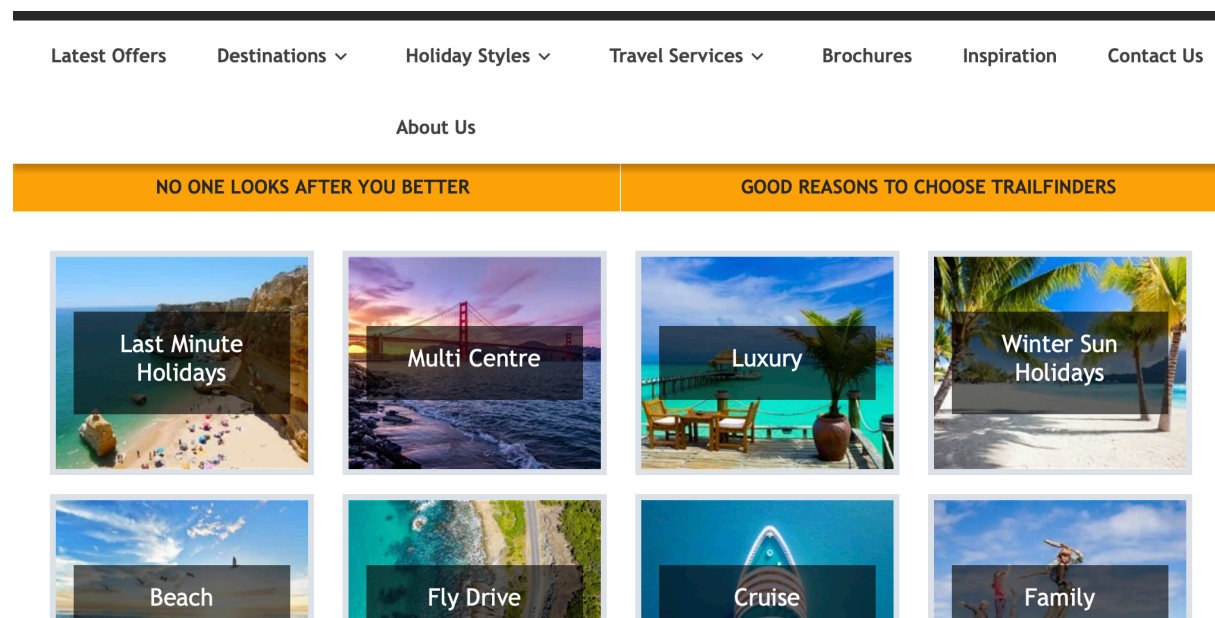 Latest Offers
Destinations
Holiday Styles
Travel Services
Brochures
Inspiration
Contact Us
About Us
NO ONE LOOKS AFTER YOU BETTER
GOOD REASONS TO CHOOSE TRAILFINDERS
Last Minute
Holidays
Multi Centre
Luxury
Winter Sun
Holidays
Beach
Fly Drive
Cruise
Family